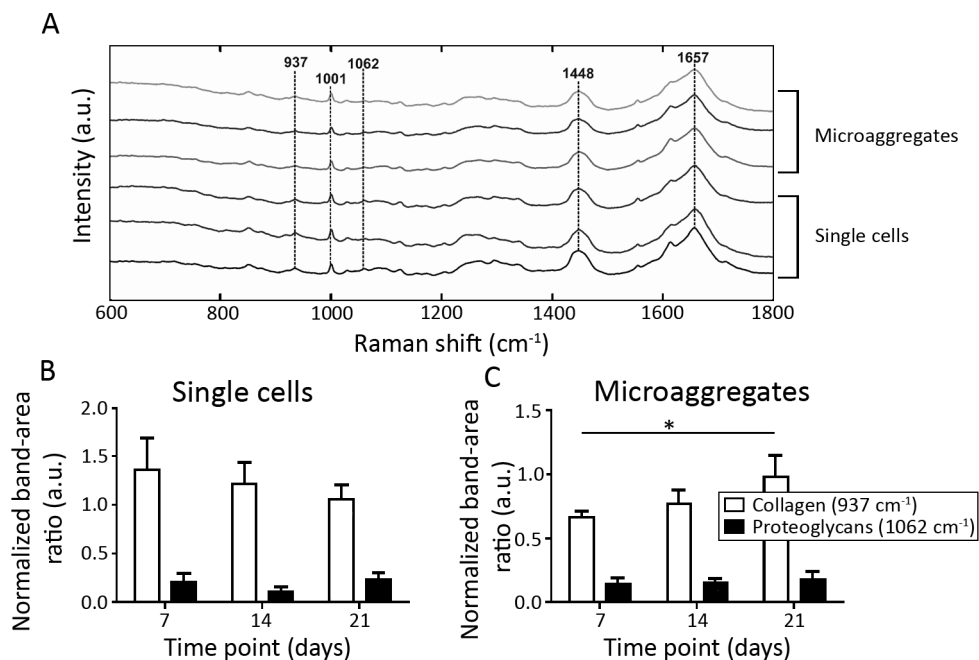 A
937
1001
1062
1448
1657
Intensity (a.u.)
Microaggregates
Single cells
600
800
1000
1200
1400
1600
1800
Raman shift (cm⁻¹)
B
Single cells
Normalized band-area
ratio (a.u.)
2.0
1.5
1.0
0.5
0.0
7
14
21
Time point (days)
C
Microaggregates
Normalized band-area
ratio (a.u.)
1.5
1.0
0.5
0.0
*
Collagen (937 cm⁻¹)
Proteoglycans (1062 cm⁻¹)
7
14
21
Time point (days)